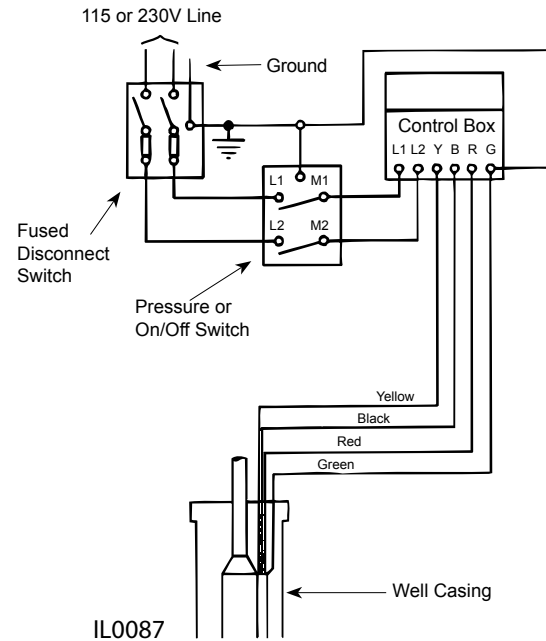 115 or 230V Line
Ground
Control Box
L1 L2 Y B R G
L1 M1
L2 M2
Fused
Disconnect
Switch
Pressure or
On/Off Switch
Yellow
Black
Red
Green
Well Casing
IL0087